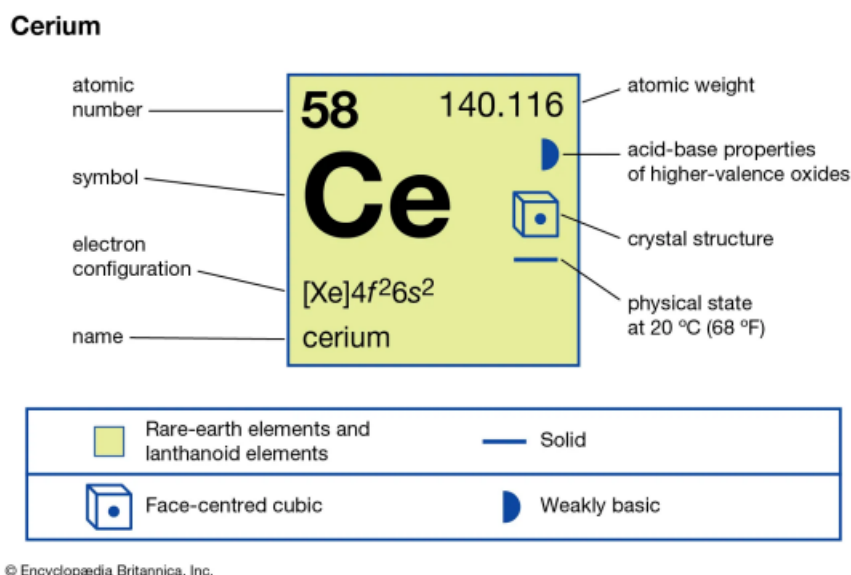 Cerium
atomic
number
58
140.116
atomic weight
acid-base properties
of higher-valence oxides
symbol
Ce
crystal structure
electron
configuration
[Xe]4f²6s²
physical state
at 20 ºC (68 ºF)
name
cerium
Rare-earth elements and
lanthanoid elements
Solid
Face-centred cubic
Weakly basic
© Encyclopædia Britannica, Inc.